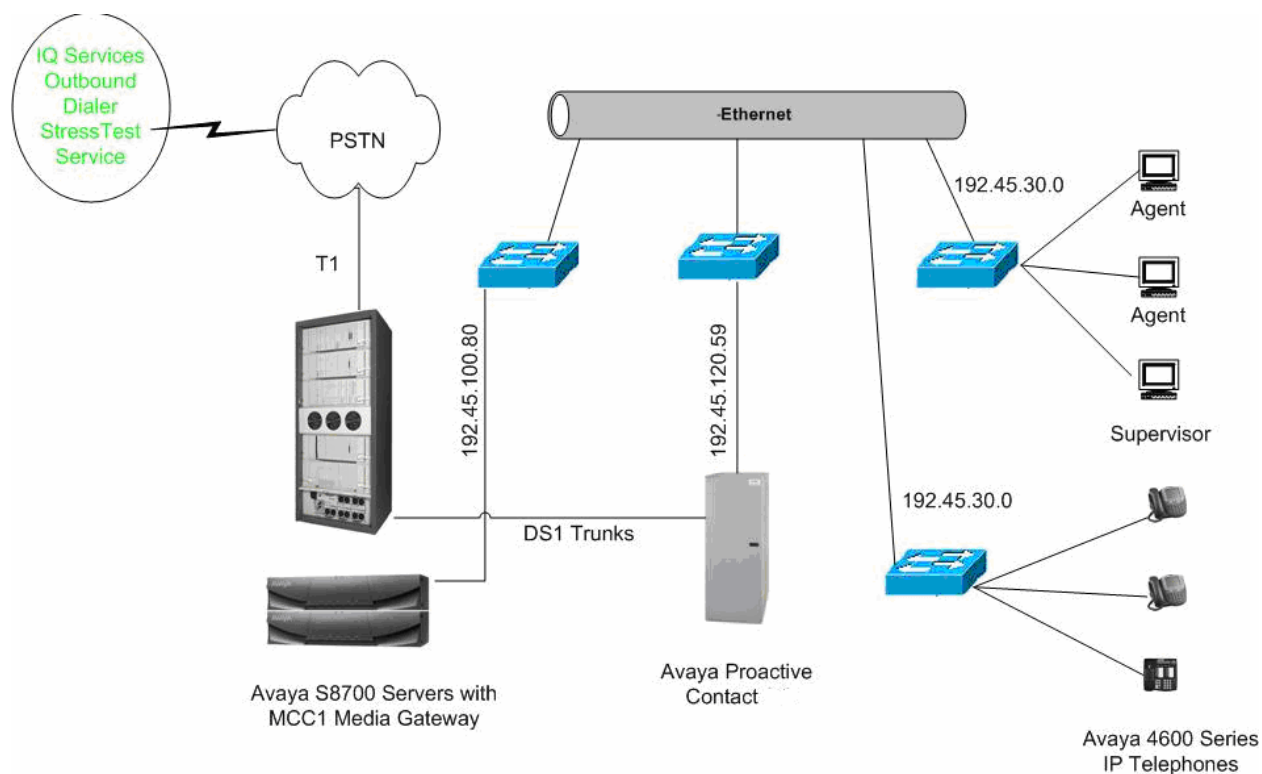 IQ Services
Outbound
Dialer
StressTest
Service
PSTN
-Ethernet
192.45.30.0
Agent
T1
Agent
192.45.100.80
192.45.120.59
Supervisor
192.45.30.0
DS1 Trunks
Avaya S8700 Servers with
MCC1 Media Gateway
Avaya Proactive
Contact
Avaya 4600 Series
IP Telephones